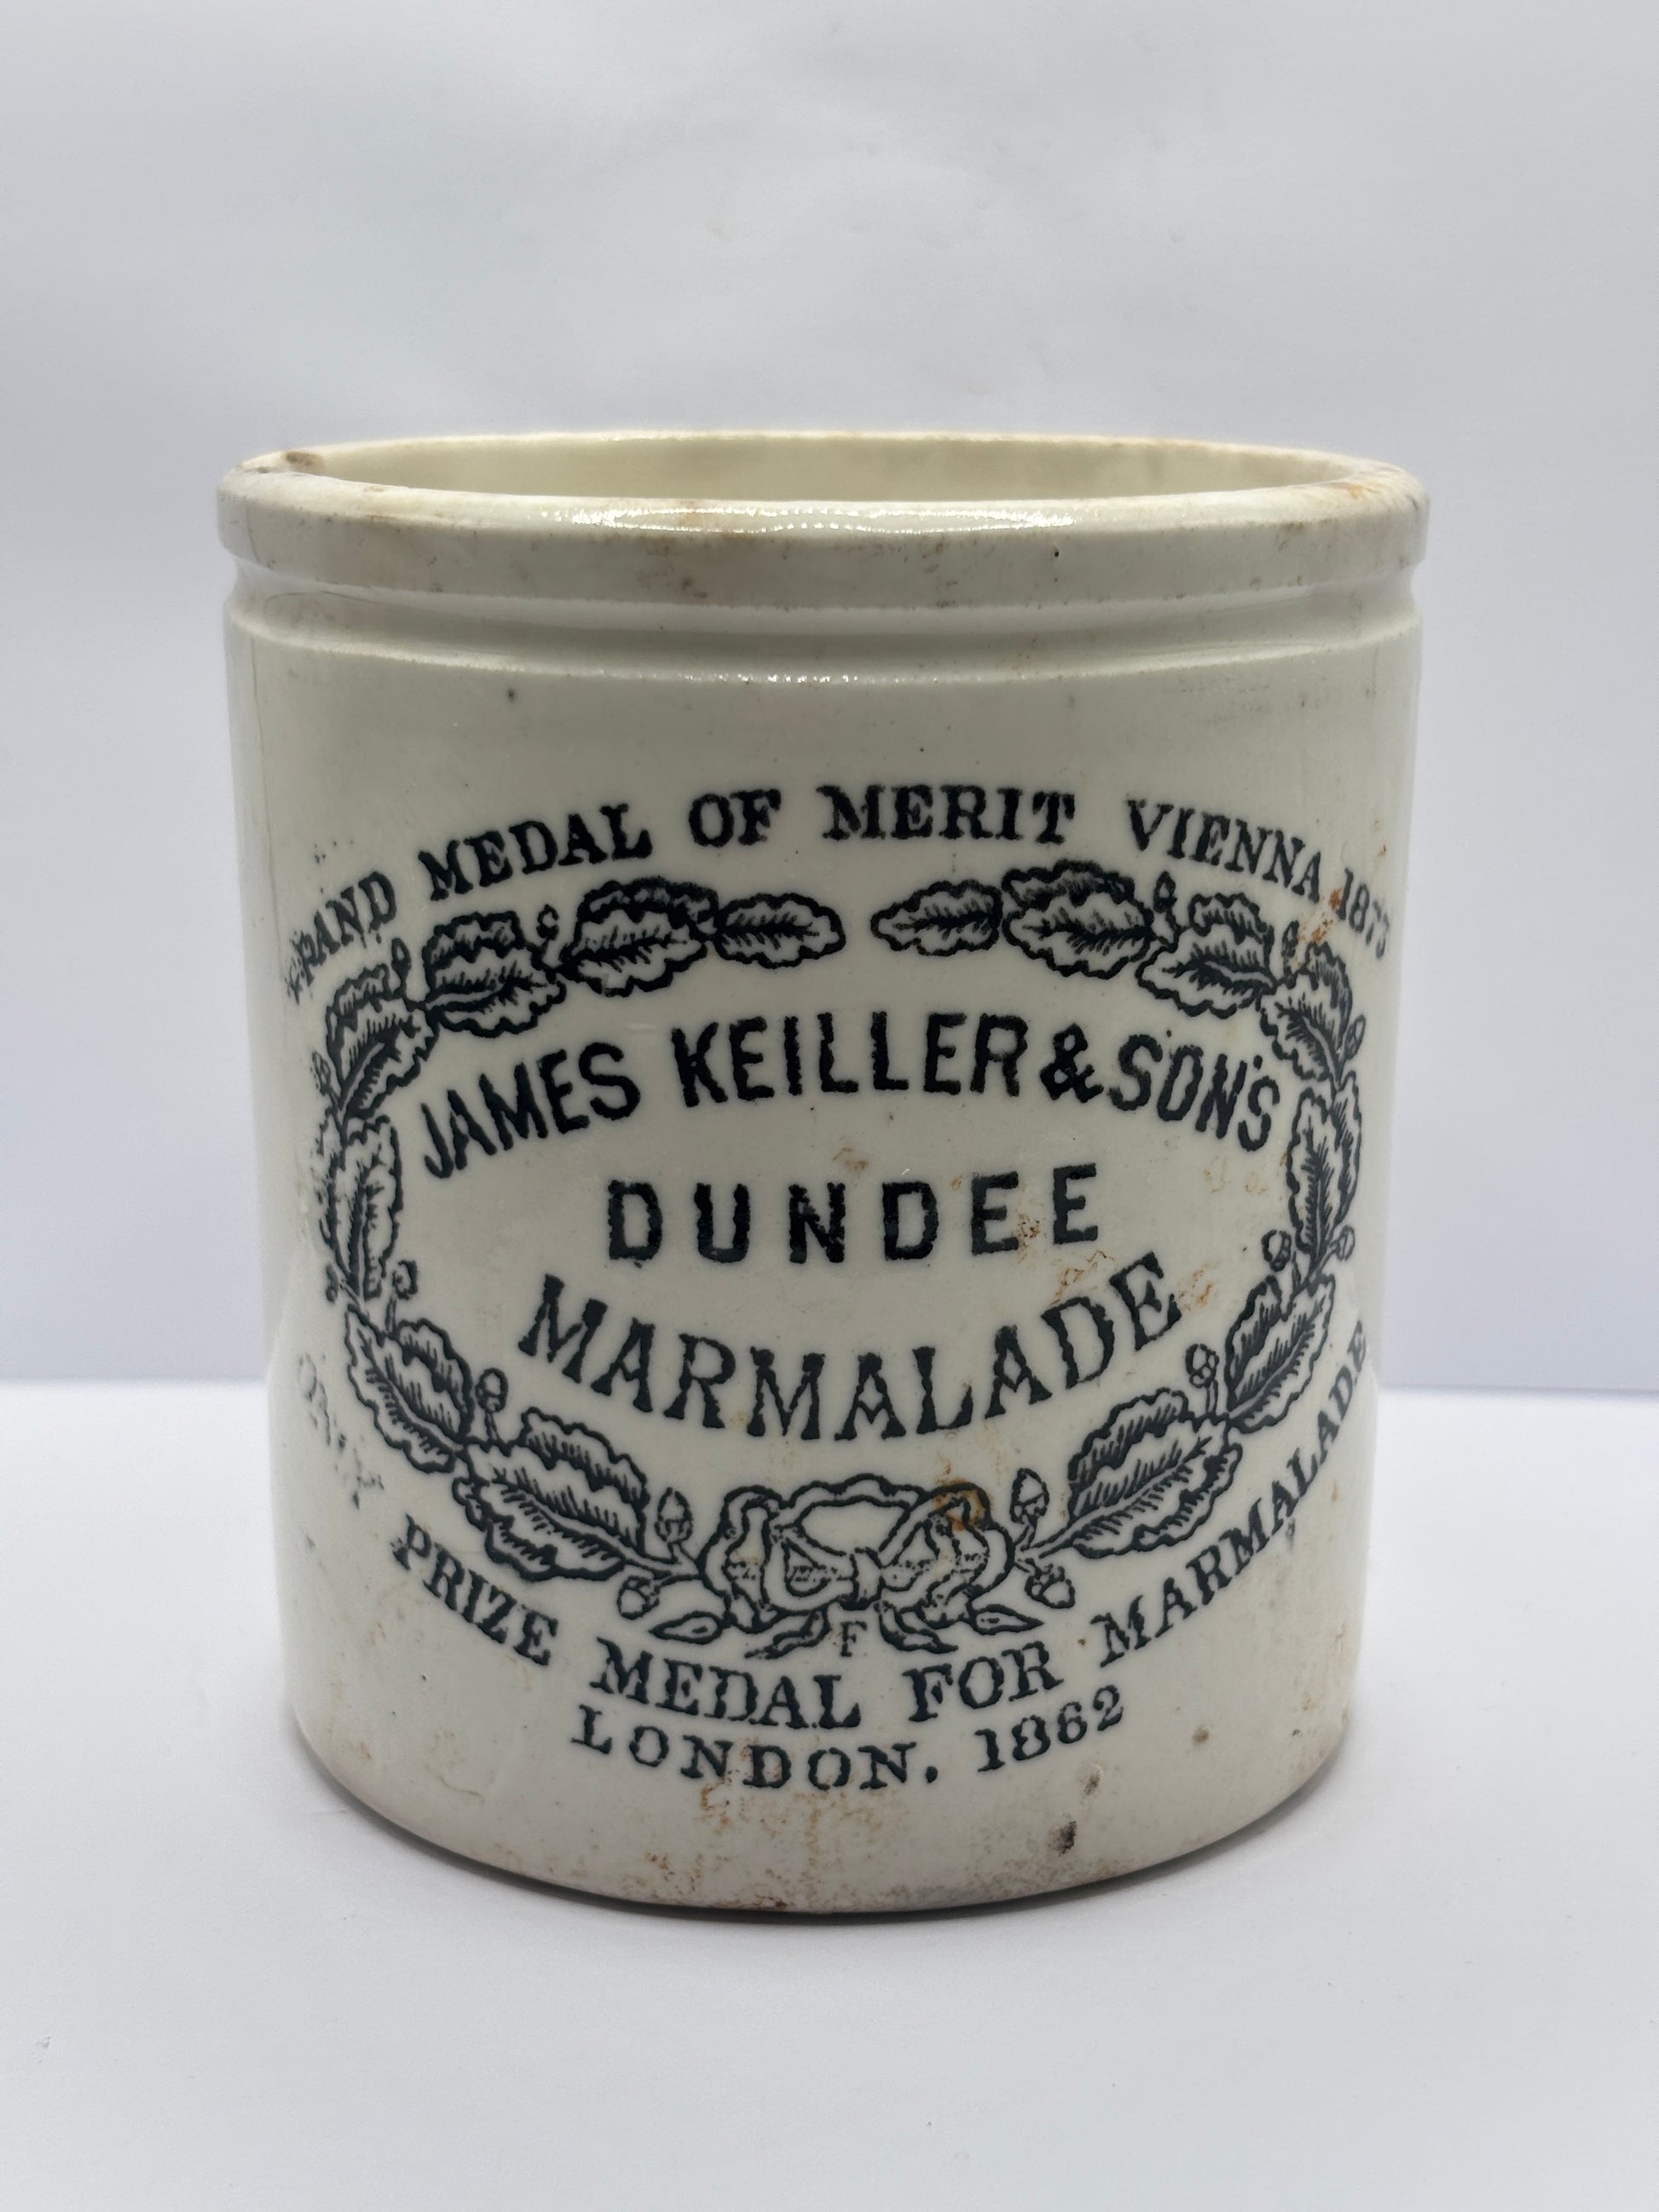 GRAND MEDAL OF MERIT VIENNA 1873
JAMES KEILLER & SON'S
DUNDEE
MARMALADE
F
PRIZE MEDAL FOR MARMALADE
LONDON. 1862